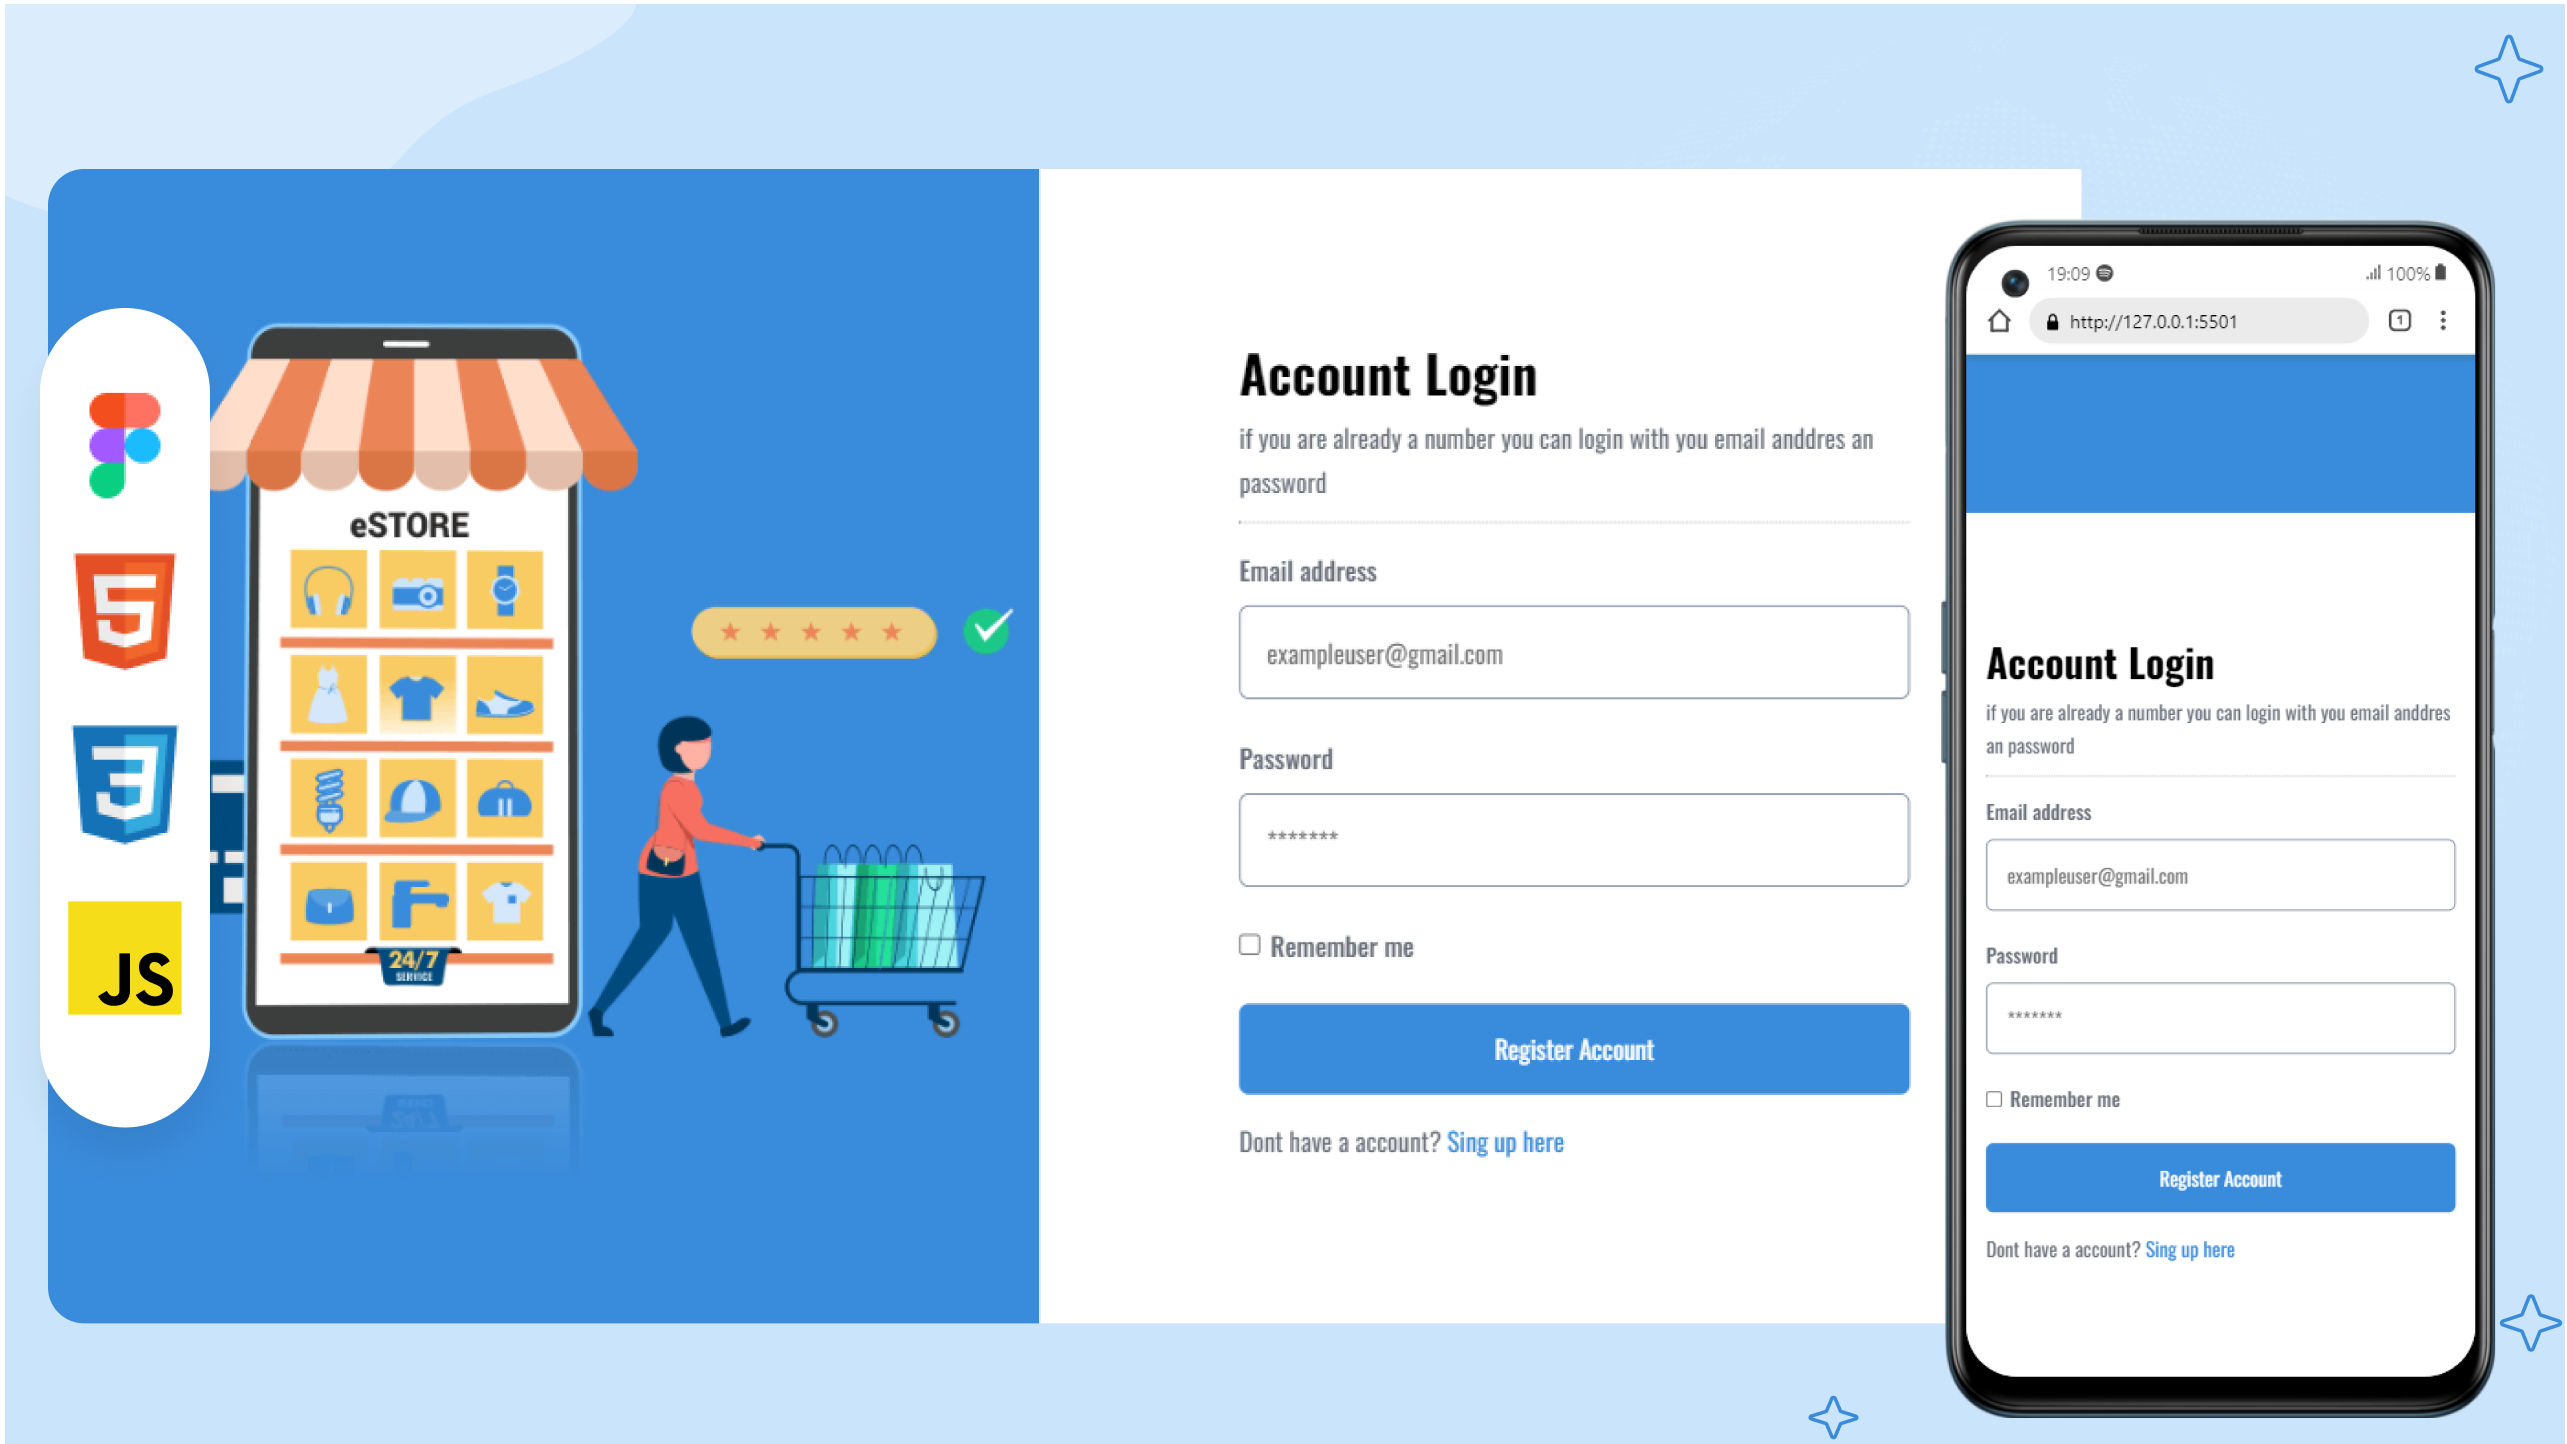 JS
eSTORE
24/7
SERVICE
Account Login
if you are already a number you can login with you email anddres an
password
Email address
exampleuser@gmail.com
Password
*******
Remember me
Register Account
Dont have a account? Sing up here
19:09
100%
http://127.0.0.1:5501
1
Account Login
if you are already a number you can login with you email anddres
an password
Email address
exampleuser@gmail.com
Password
*******
Remember me
Register Account
Dont have a account? Sing up here